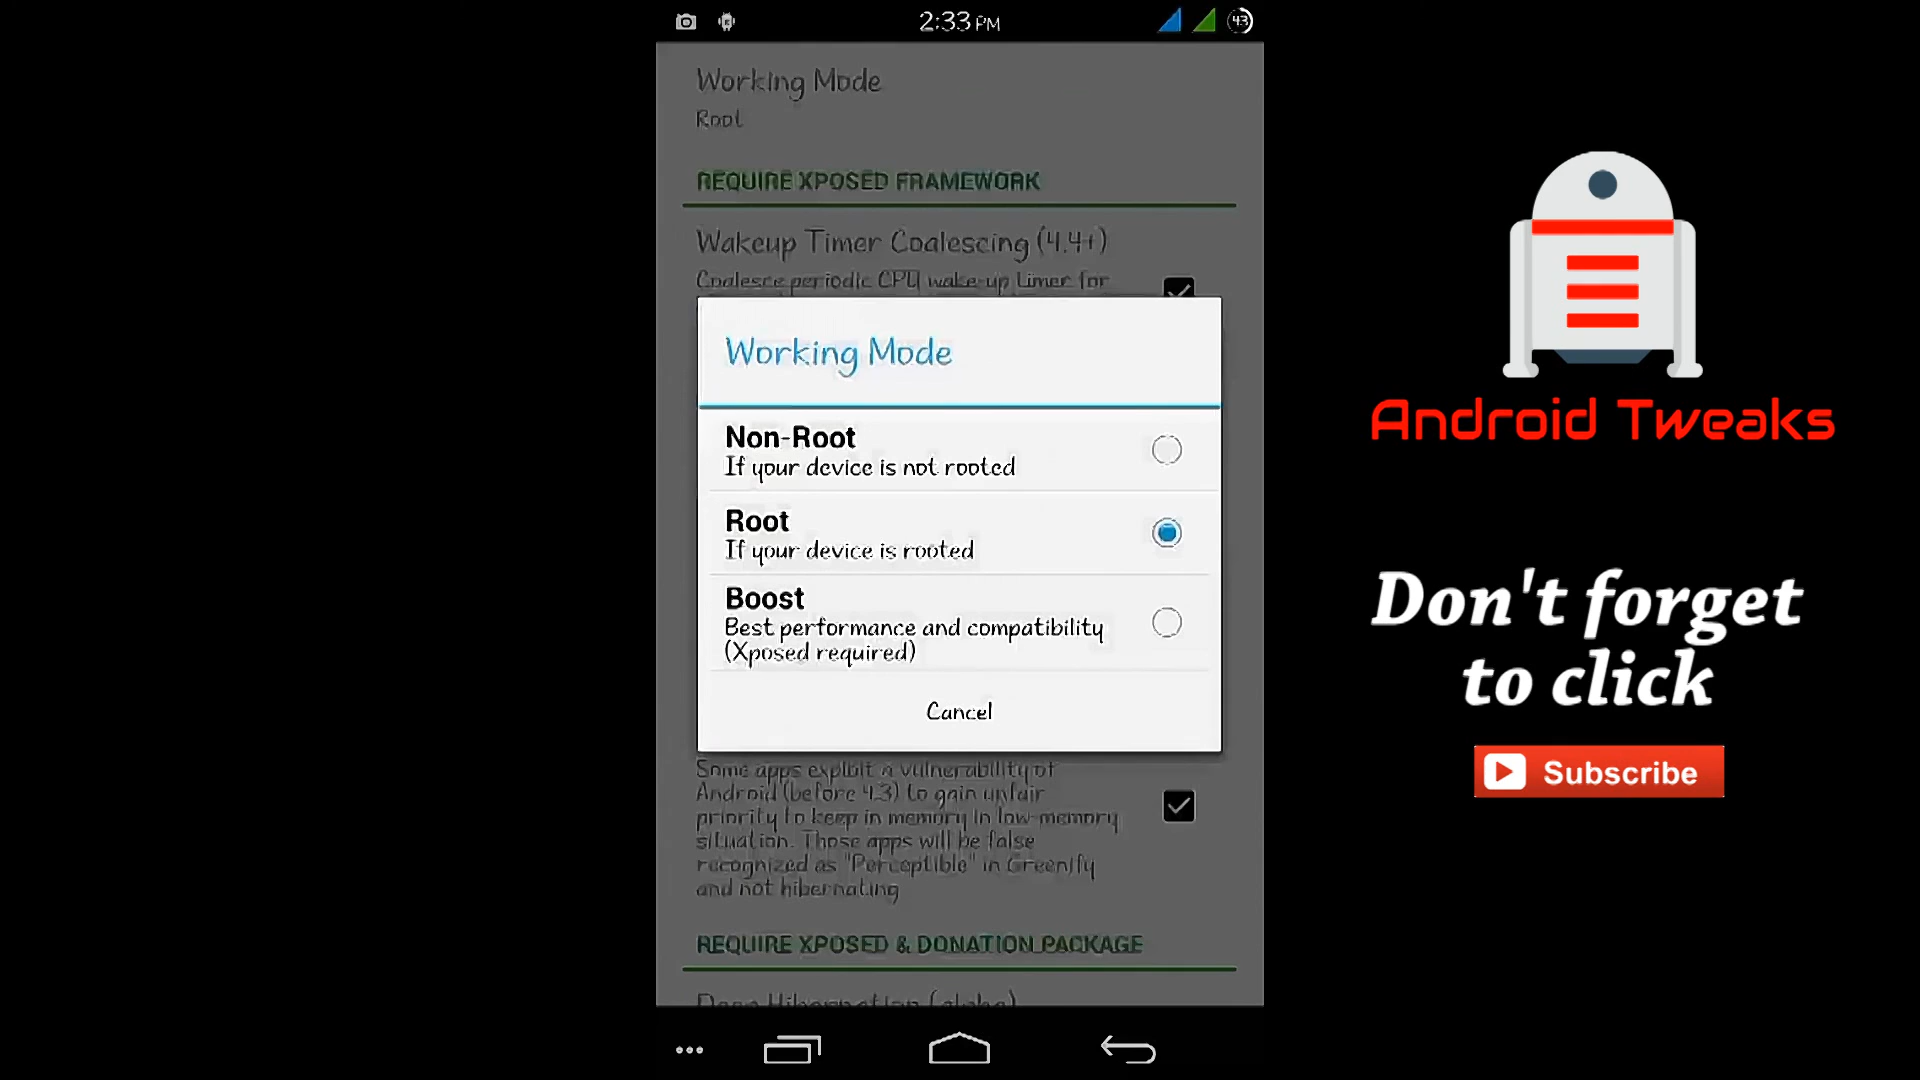 2:33 PM
43
Working Mode
Root
REQUIRE XPOSED FRAMEWORK
Wakeup Timer Coalescing (4.4+)
Coalesce periodic CPU wake-up timer for
Working Mode
Non-Root
If your device is not rooted
Root
If your device is rooted
Boost
Best performance and compatibility
(Xposed required)
Cancel
Some apps exploit a vulnerability of
Android (before 4.3) to gain unfair
priority to keep in memory in low-memory
situation. Those apps will be false
recognized as "Perceptible" in Greenify
and not hibernating
REQUIRE XPOSED & DONATION PACKAGE
Deep Hibernation (alpha)
Android Tweaks
Don't forget
to click
Subscribe